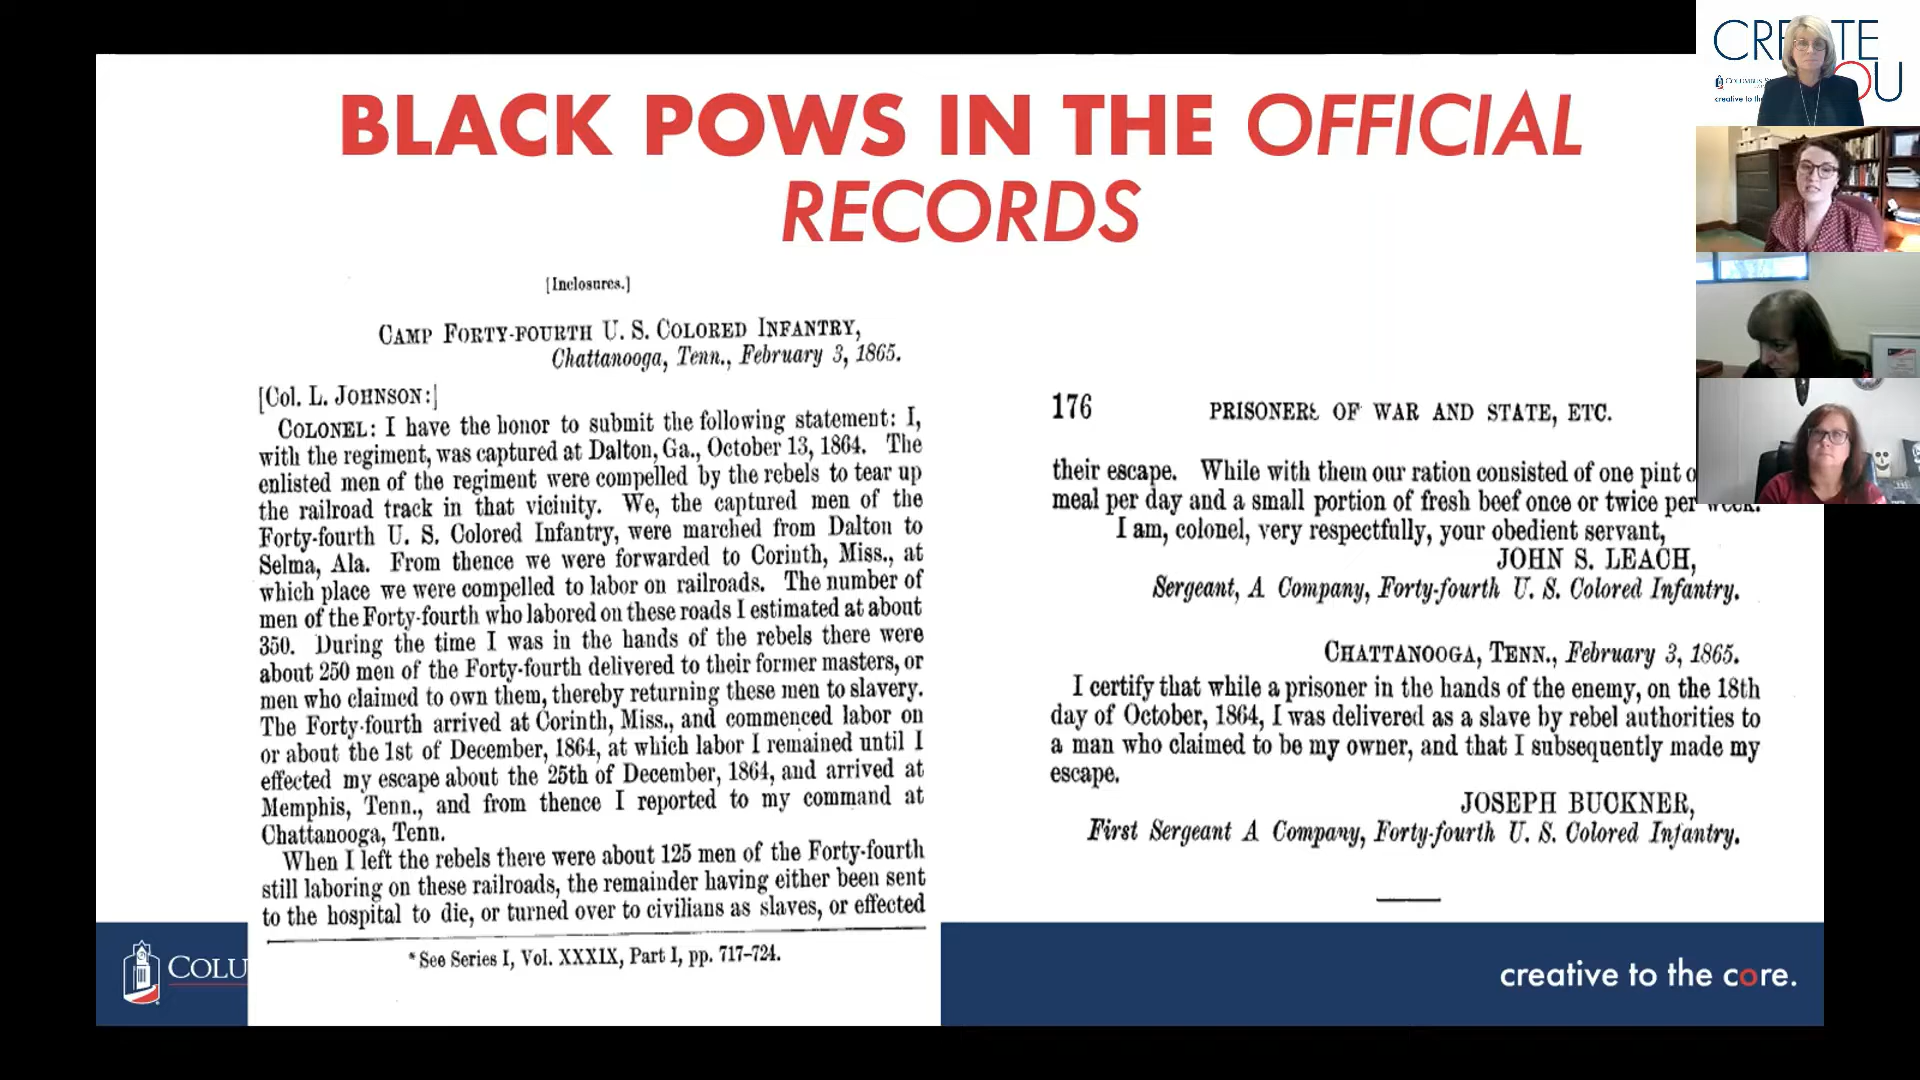 BLACK POWS IN THE OFFICIAL
RECORDS
[Inclosures.]
CAMP FORTY-FOURTH U. S. COLORED INFANTRY,
Chattanooga, Tenn., February 3, 1865.
[Col. L. JOHNSON:]
COLONEL: I have the honor to submit the following statement: I,
with the regiment, was captured at Dalton, Ga., October 13, 1864. The
enlisted men of the regiment were compelled by the rebels to tear up
the railroad track in that vicinity. We, the captured men of the
Forty-fourth U. S. Colored Infantry, were marched from Dalton to
Selma, Ala. From thence we were forwarded to Corinth, Miss., at
which place we were compelled to labor on railroads. The number of
men of the Forty-fourth who labored on these roads I estimated at about
350. During the time I was in the hands of the rebels there were
about 250 men of the Forty-fourth delivered to their former masters, or
men who claimed to own them, thereby returning these men to slavery.
The Forty-fourth arrived at Corinth, Miss., and commenced labor on
or about the 1st of December, 1864, at which labor I remained until I
effected my escape about the 25th of December, 1864, and arrived at
Memphis, Tenn., and from thence I reported to my command at
Chattanooga, Tenn.
When I left the rebels there were about 125 men of the Forty-fourth
still laboring on these railroads, the remainder having either been sent
to the hospital to die, or turned over to civilians as slaves, or effected
* See Series I, Vol. XXXIX, Part I, pp. 717-724.
176 PRISONERS OF WAR AND STATE, ETC.
their escape. While with them our ration consisted of one pint o
meal per day and a small portion of fresh beef once or twice per week.
I am, colonel, very respectfully, your obedient servant,
JOHN S. LEACH,
Sergeant, A Company, Forty-fourth U. S. Colored Infantry.
CHATTANOOGA, TENN., February 3, 1865.
I certify that while a prisoner in the hands of the enemy, on the 18th
day of October, 1864, I was delivered as a slave by rebel authorities to
a man who claimed to be my owner, and that I subsequently made my
escape.
JOSEPH BUCKNER,
First Sergeant A Company, Forty-fourth U. S. Colored Infantry.
COLU
creative to the core.
CRE TE
OU
creative to the